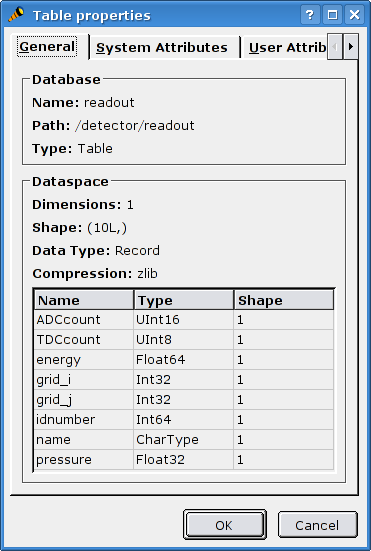 Table properties
General System Attributes User Attrib
Database
Name: readout
Path: /detector/readout
Type: Table
Dataspace
Dimensions: 1
Shape: (10L,)
Data Type: Record
Compression: zlib
Name Type Shape
ADCcount UInt16 1
TDCcount UInt8 1
energy Float64 1
grid_i Int32 1
grid_j Int32 1
idnumber Int64 1
name CharType 1
pressure Float32 1
OK Cancel